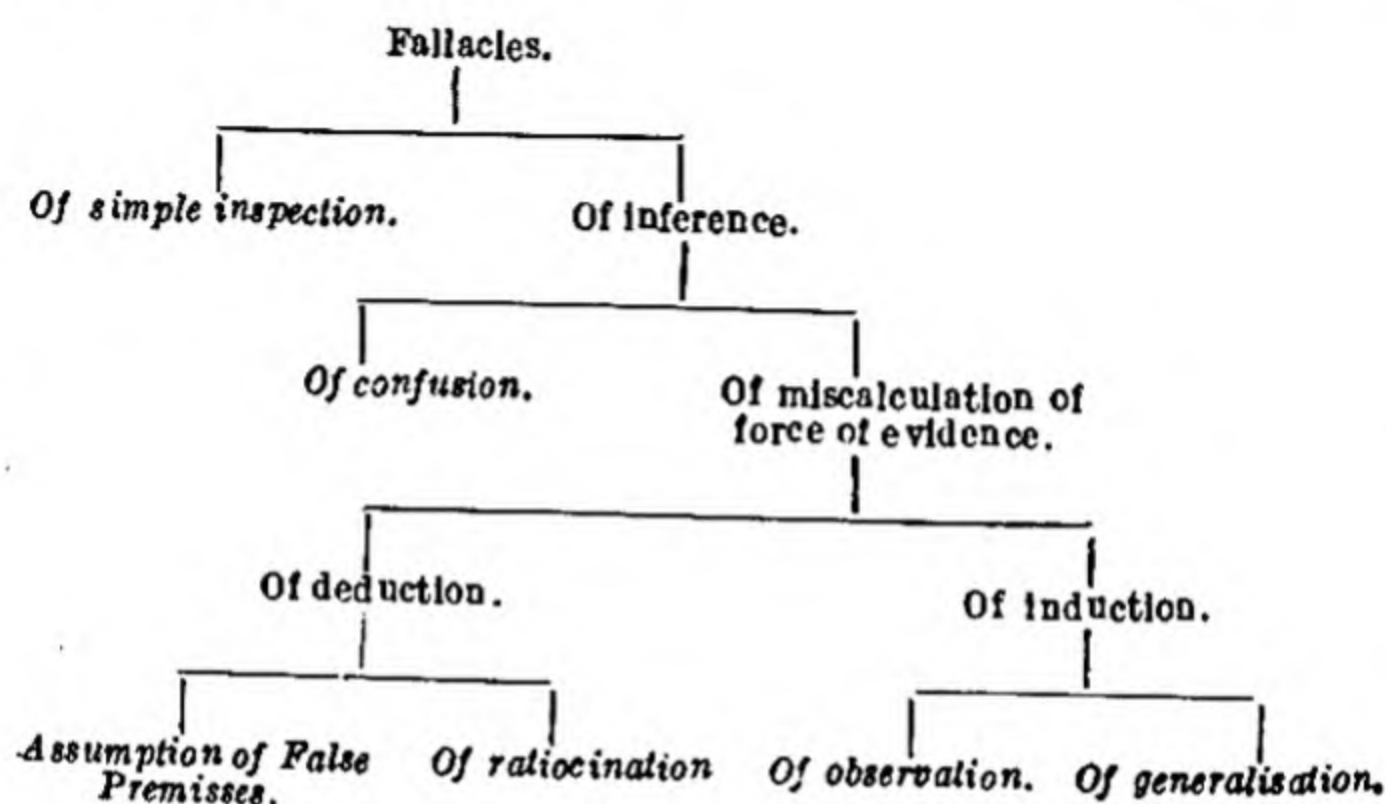 Fallacies.
Of simple inspection.
Of inference.
Of confusion.
Of miscalculation of
force of evidence.
Of deduction.
Of induction.
Assumption of False
Premisses.
Of ratiocination
Of observation.
Of generalisation.